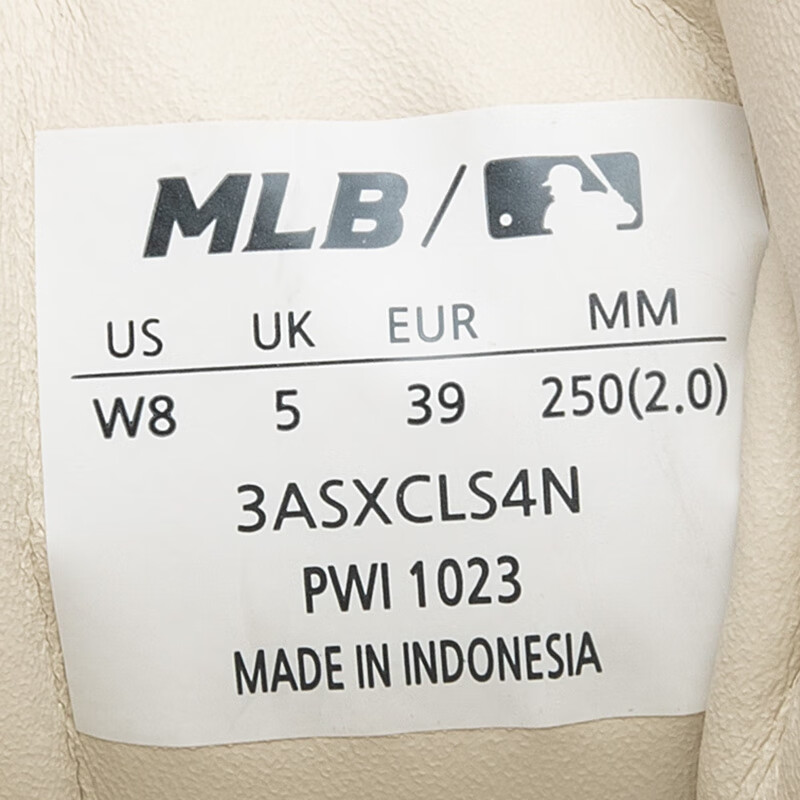 MLB /
US UK EUR MM
W8 5 39 250(2.0)
3ASXCLS4N
PWI 1023
MADE IN INDONESIA